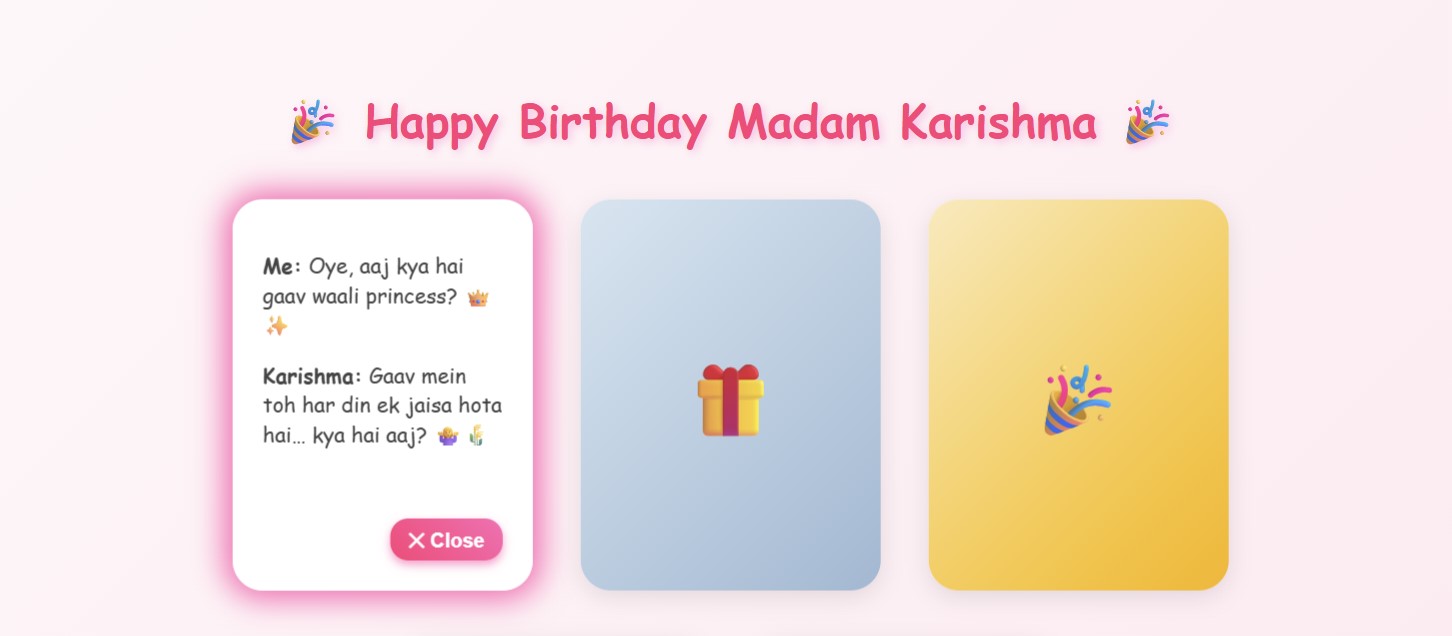 🎉 Happy Birthday Madam Karishma 🎉
Me: Oye, aaj kya hai
gaav waali princess? 👑
✨
Karishma: Gaav mein
toh har din ek jaisa hota
hai... kya hai aaj? 🤷‍♀️🌾
✕ Close